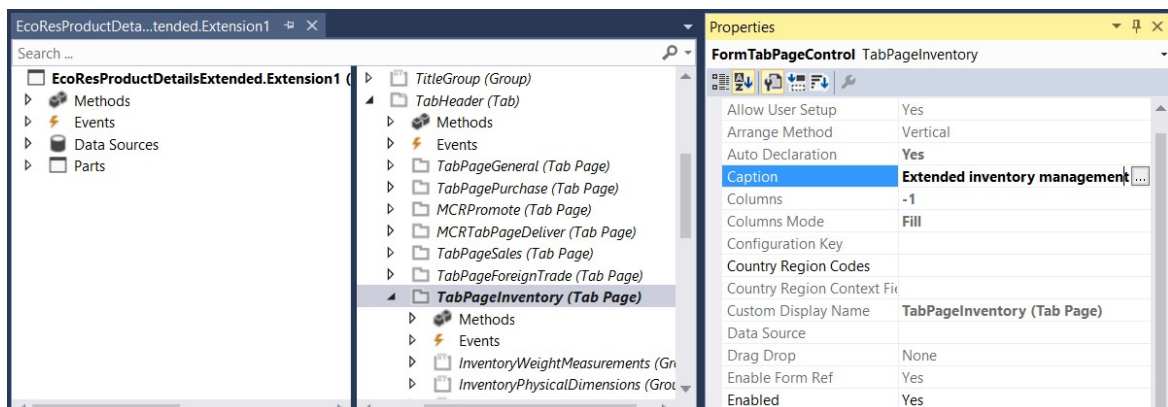 EcoResProductDeta...tended.Extension1
Search ...
EcoResProductDetailsExtended.Extension1 (
Methods
Events
Data Sources
Parts
TitleGroup (Group)
TabHeader (Tab)
Methods
Events
TabPageGeneral (Tab Page)
TabPagePurchase (Tab Page)
MCRPromote (Tab Page)
MCRTabPageDeliver (Tab Page)
TabPageSales (Tab Page)
TabPageForeignTrade (Tab Page)
TabPageInventory (Tab Page)
Methods
Events
InventoryWeightMeasurements (Gr
InventoryPhysicalDimensions (Grou
Properties
FormTabPageControl TabPageInventory
Allow User Setup Yes
Arrange Method Vertical
Auto Declaration Yes
Caption Extended inventory management ...
Columns -1
Columns Mode Fill
Configuration Key
Country Region Codes
Country Region Context Fie
Custom Display Name TabPageInventory (Tab Page)
Data Source
Drag Drop None
Enable Form Ref Yes
Enabled Yes